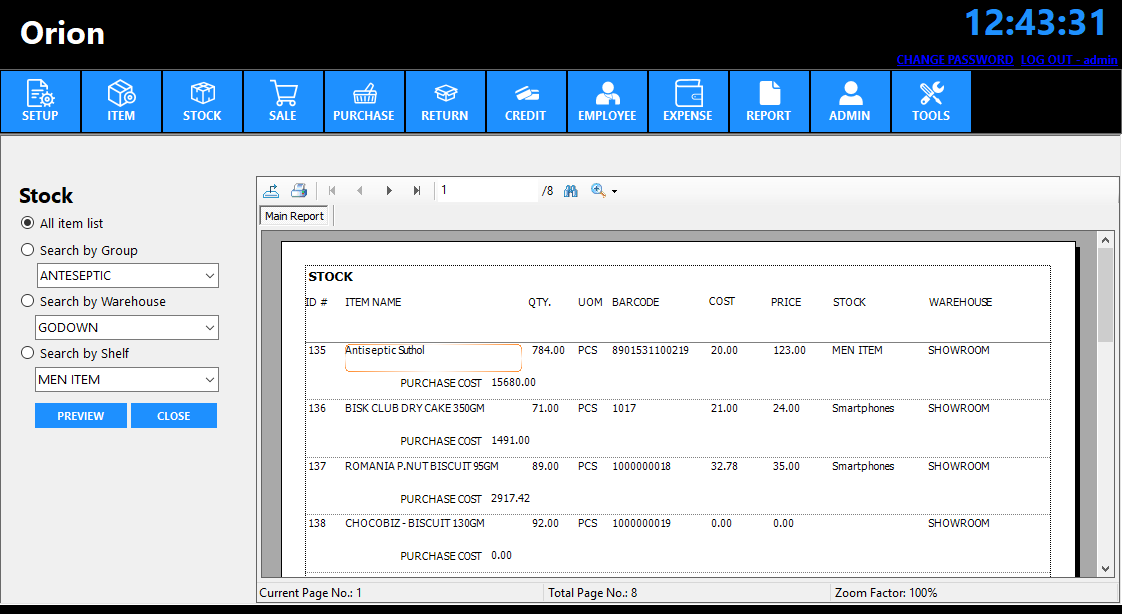 Orion
12:43:31
CHANGE PASSWORD LOG OUT - admin
SETUP ITEM STOCK SALE PURCHASE RETURN CREDIT EMPLOYEE EXPENSE REPORT ADMIN TOOLS
Stock
All item list
Search by Group
ANTESEPTIC
Search by Warehouse
GODOWN
Search by Shelf
MEN ITEM
PREVIEW CLOSE
1 /8
Main Report
STOCK
ID # ITEM NAME QTY. UOM BARCODE COST PRICE STOCK WAREHOUSE
135 Antiseptic Suthol 784.00 PCS 8901531100219 20.00 123.00 MEN ITEM SHOWROOM
PURCHASE COST 15680.00
136 BISK CLUB DRY CAKE 350GM 71.00 PCS 1017 21.00 24.00 Smartphones SHOWROOM
PURCHASE COST 1491.00
137 ROMANIA P.NUT BISCUIT 95GM 89.00 PCS 1000000018 32.78 35.00 Smartphones SHOWROOM
PURCHASE COST 2917.42
138 CHOCOBIZ - BISCUIT 130GM 92.00 PCS 1000000019 0.00 0.00 SHOWROOM
PURCHASE COST 0.00
Current Page No.: 1 Total Page No.: 8 Zoom Factor: 100%